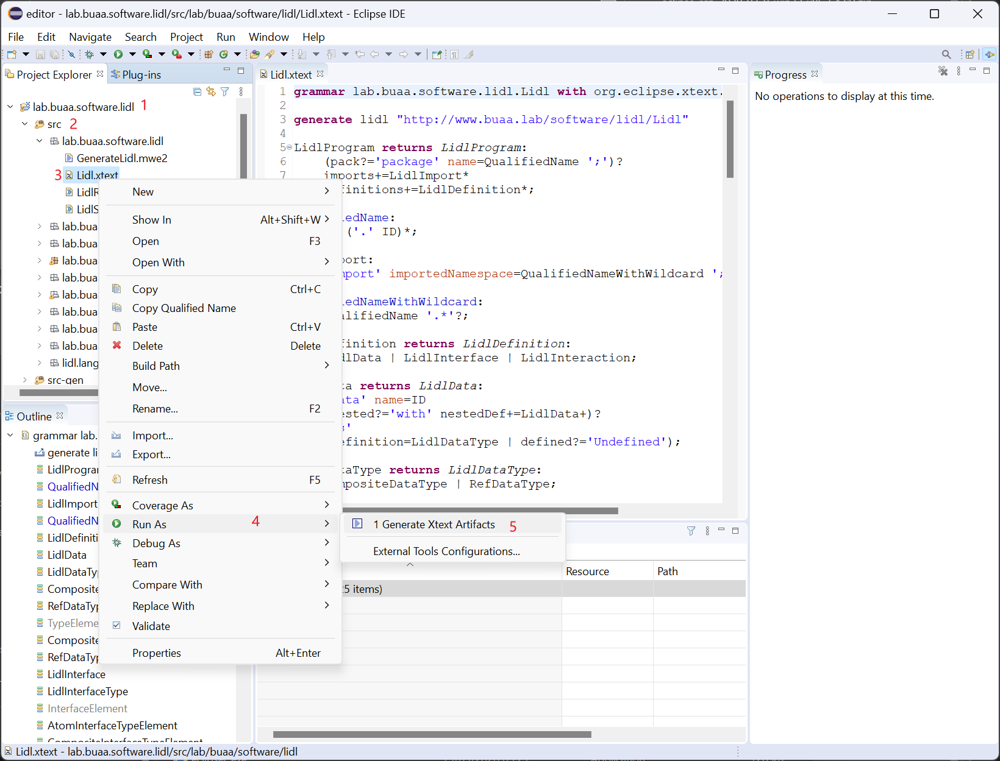 editor - lab.buaa.software.lidl/src/lab/buaa/software/lidl/Lidl.xtext - Eclipse IDE
File Edit Navigate Search Project Run Window Help
Project Explorer
Plug-ins
lab.buaa.software.lidl 1
src 2
lab.buaa.software.lidl
GenerateLidl.mwe2
3 Lidl.xtext
LidlR
LidlS
lab.bua
lab.bua
lab.bua
lab.bua
lab.bua
lab.bua
lab.bua
lab.bua
lidl.lang
src-gen
Outline
grammar lab.
generate li
LidlPrograr
QualifiedN
LidlImport
QualifiedN
LidlDefiniti
LidlData
LidlDataTy
Composite
RefDataTyp
TypeEleme
Composite
RefDataTyp
LidlInterface
LidlInterfaceType
InterfaceElement
AtomInterfaceTypeElement
CompositeInterfaceTypeElement
New
Show In Alt+Shift+W
Open F3
Open With
Copy Ctrl+C
Copy Qualified Name
Paste Ctrl+V
Delete Delete
Build Path
Move...
Rename... F2
Import...
Export...
Refresh F5
Coverage As
Run As 4
Debug As
Team
Compare With
Replace With
Validate
Properties Alt+Enter
1 Generate Xtext Artifacts 5
External Tools Configurations...
Lidl.xtext
1 grammar lab.buaa.software.lidl.Lidl with org.eclipse.xtext.
2
3 generate lidl "http://www.buaa.lab/software/lidl/Lidl"
4
5 LidlProgram returns LidlProgram:
6 (pack?='package' name=QualifiedName ';')?
7 imports+=LidlImport*
finitions+=LidlDefinition*;
edName:
('.' ID)*;
ort:
port' importedNamespace=QualifiedNameWithWildcard ';
edNameWithWildcard:
alifiedName '.*'?;
inition returns LidlDefinition:
lData | LidlInterface | LidlInteraction;
ta returns LidlData:
ta' name=ID
ested?='with' nestedDef+=LidlData+)?
s'
efinition=LidlDataType | defined?='Undefined');
taType returns LidlDataType:
mpositeDataType | RefDataType;
Resource Path
25 items)
Progress
No operations to display at this time.
Lidl.xtext - lab.buaa.software.lidl/src/lab/buaa/software/lidl